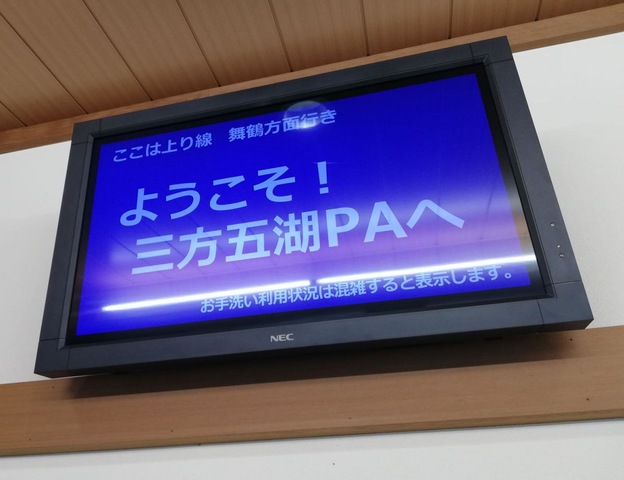 ここは上り線 舞鶴方面行き
ようこそ！
三方五湖PAへ
お手洗い利用状況は混雑すると表示します。
NEC